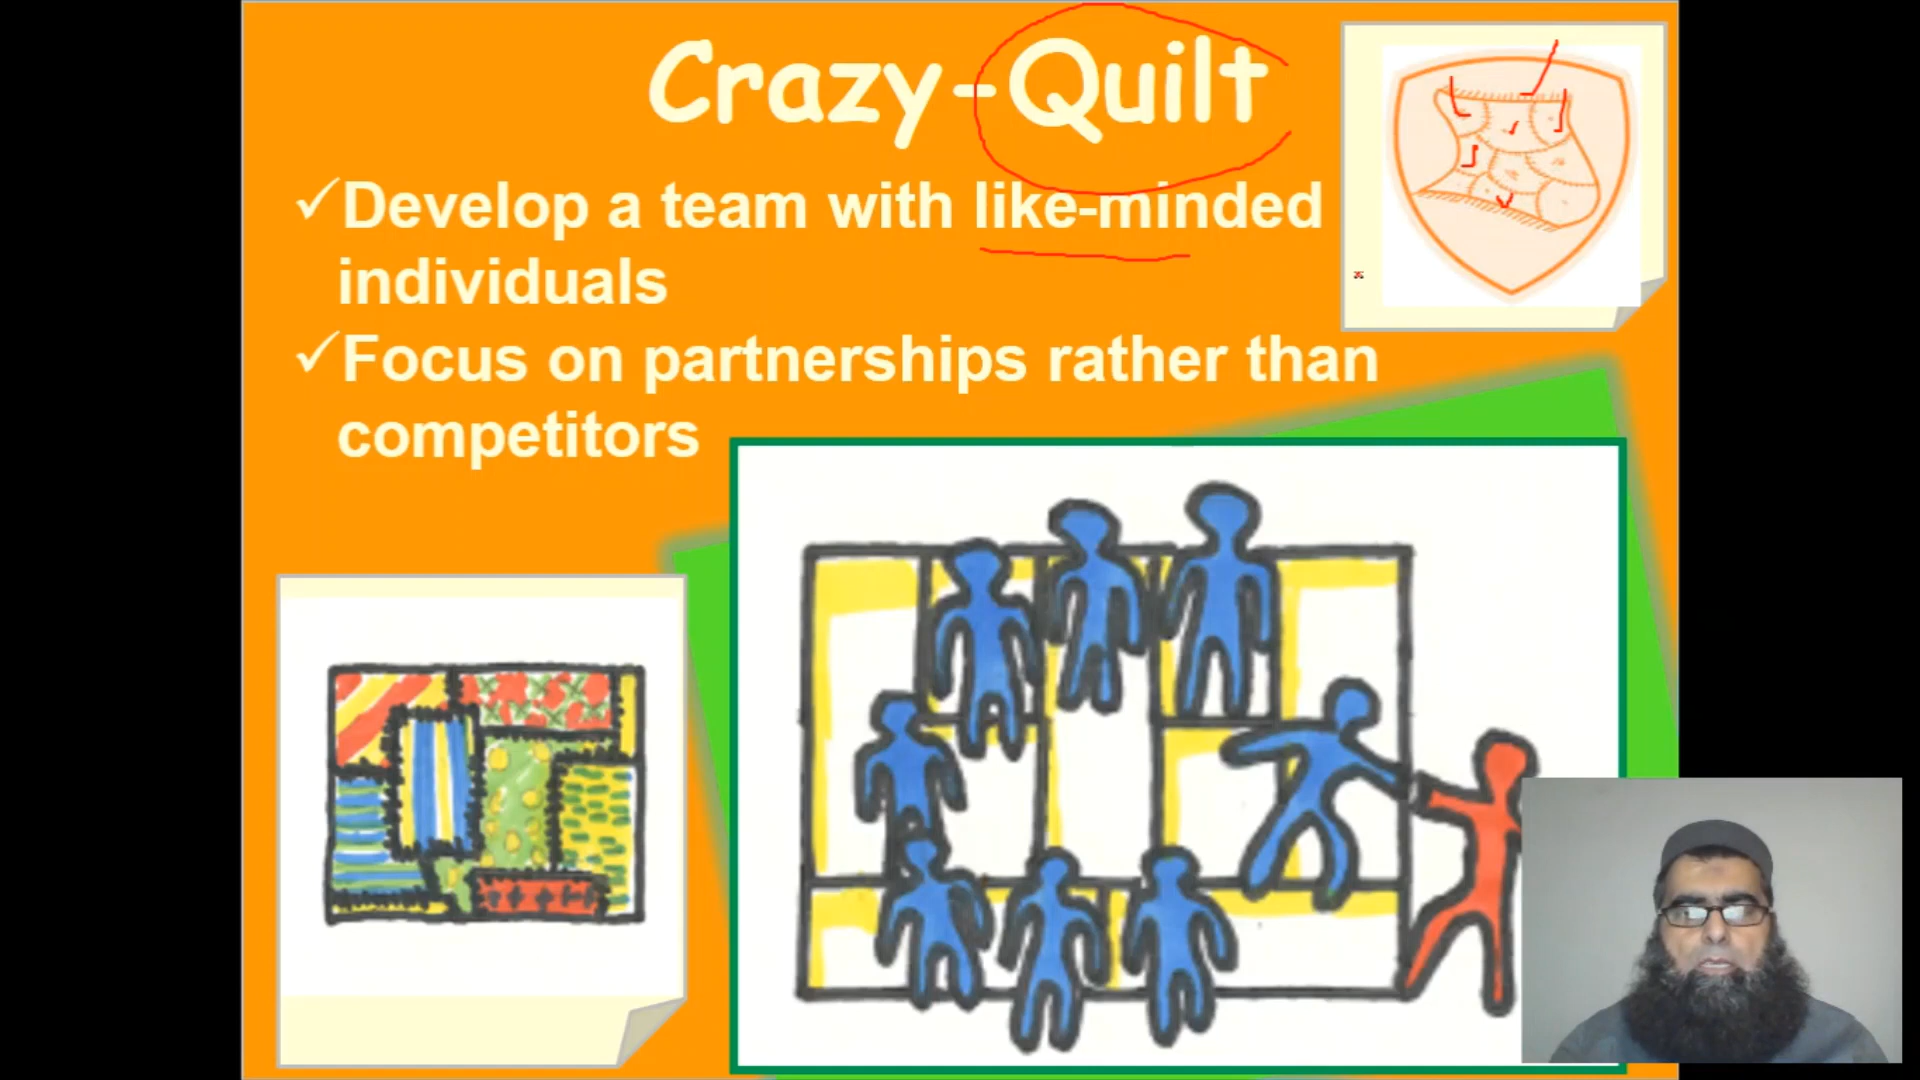 Crazy-Quilt
✓Develop a team with like-minded
individuals
✓Focus on partnerships rather than
competitors